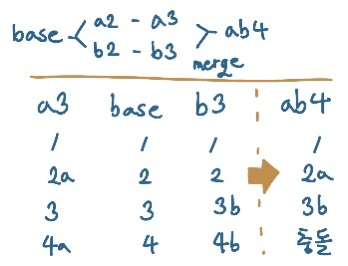 base a2 - a3 ab4
b2 - b3
merge
a3 base b3 ab4
1 1 1 1
2a 2 2 2a
3 3 3b 3b
4a 4 4b 충돌